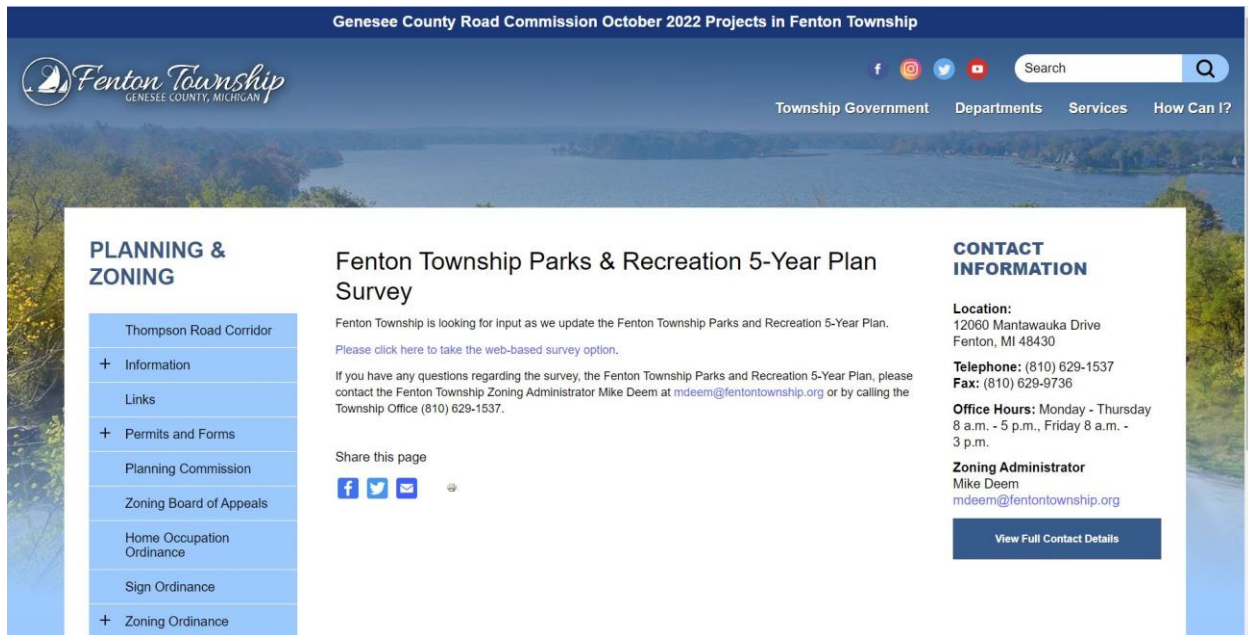 Genesee County Road Commission October 2022 Projects in Fenton Township
Fenton Township
GENESEE COUNTY, MICHIGAN
f
Search
Township Government Departments Services How Can I?
PLANNING &
ZONING
Thompson Road Corridor
+ Information
Links
+ Permits and Forms
Planning Commission
Zoning Board of Appeals
Home Occupation
Ordinance
Sign Ordinance
+ Zoning Ordinance
Fenton Township Parks & Recreation 5-Year Plan
Survey
Fenton Township is looking for input as we update the Fenton Township Parks and Recreation 5-Year Plan.
Please click here to take the web-based survey option.
If you have any questions regarding the survey, the Fenton Township Parks and Recreation 5-Year Plan, please
contact the Fenton Township Zoning Administrator Mike Deem at mdeem@fentontownship.org or by calling the
Township Office (810) 629-1537.
Share this page
f
CONTACT
INFORMATION
Location:
12060 Mantawauka Drive
Fenton, MI 48430
Telephone: (810) 629-1537
Fax: (810) 629-9736
Office Hours: Monday - Thursday
8 a.m. - 5 p.m., Friday 8 a.m. -
3 p.m.
Zoning Administrator
Mike Deem
mdeem@fentontownship.org
View Full Contact Details